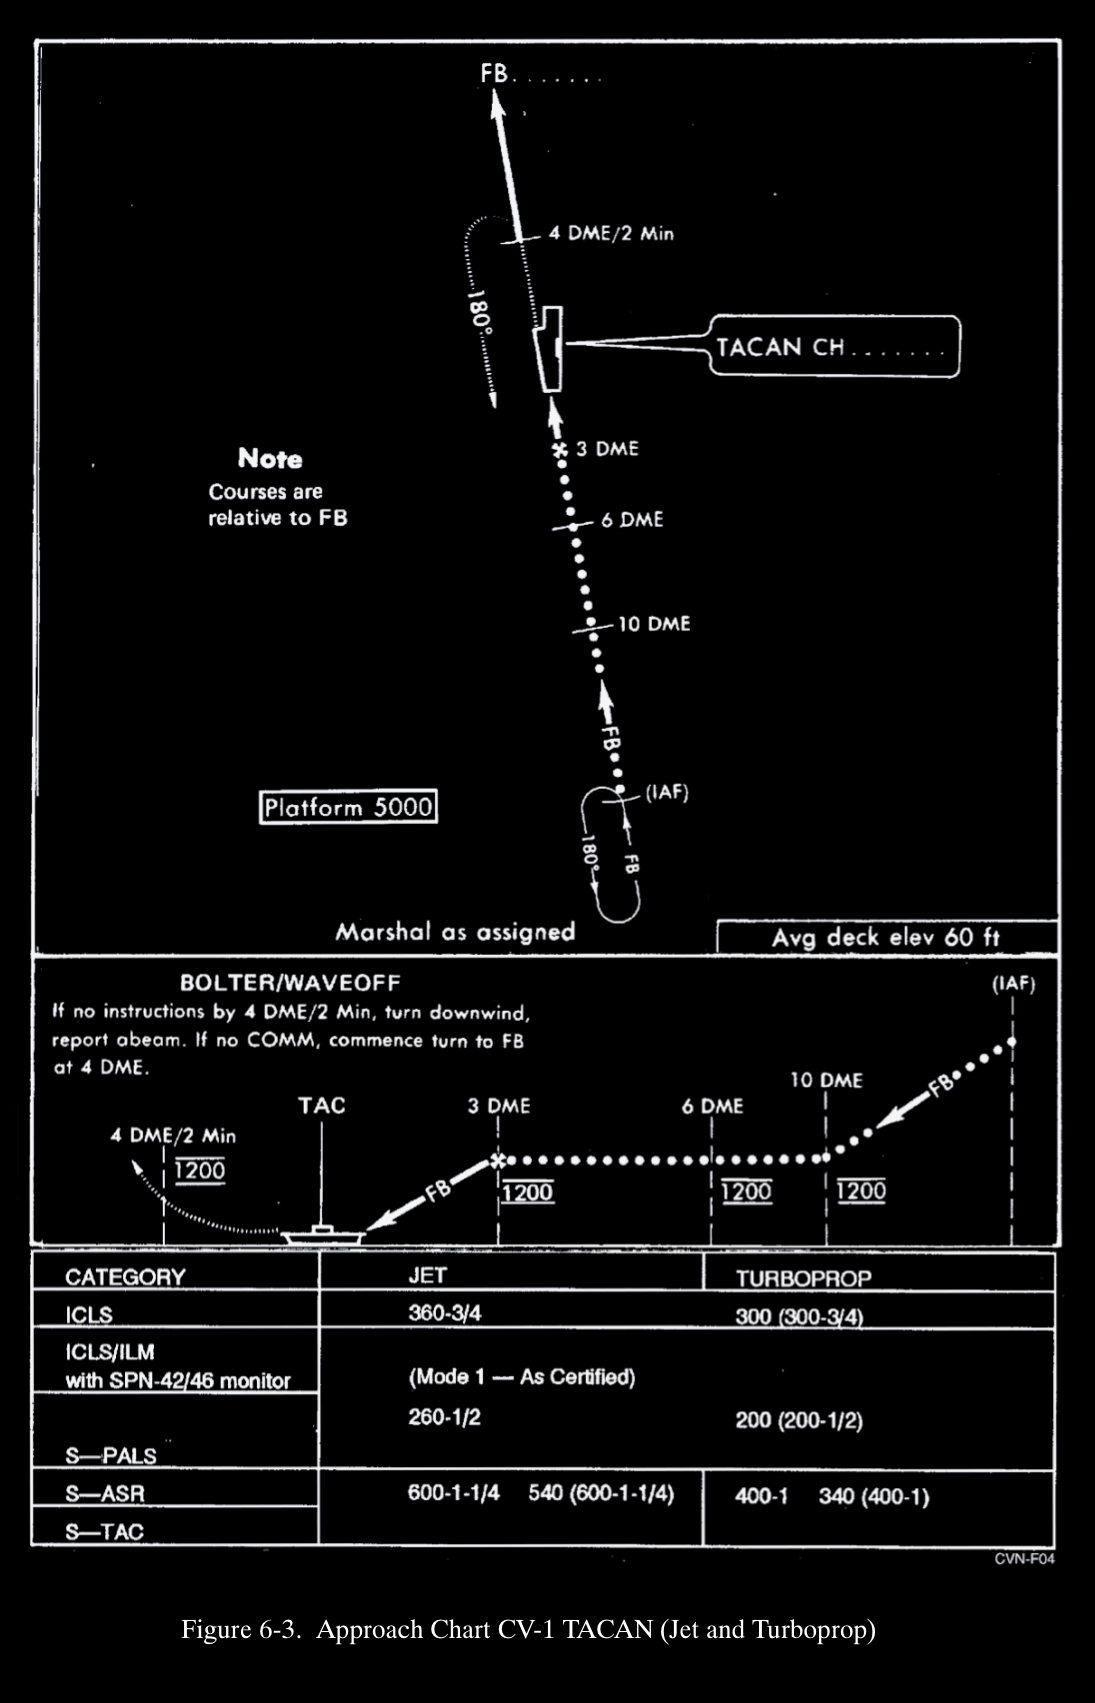 FB.......
4 DME/2 Min
180°
TACAN CH.......
3 DME
Note
Courses are
relative to FB
6 DME
10 DME
FB
(IAF)
Platform 5000
180°
FB
Marshal as assigned
Avg deck elev 60 ft
BOLTER/WAVEOFF
(IAF)
If no instructions by 4 DME/2 Min, turn downwind,
report abeam. If no COMM, commence turn to FB
at 4 DME.
10 DME
FB
TAC
3 DME
6 DME
4 DME/2 Min
1200
FB
1200
1200
1200
CATEGORY JET TURBOPROP
ICLS 360-3/4 300 (300-3/4)
ICLS/ILM
with SPN-42/46 monitor (Mode 1 — As Certified)
260-1/2 200 (200-1/2)
S—PALS
S—ASR 600-1-1/4 540 (600-1-1/4) 400-1 340 (400-1)
S—TAC
CVN-F04
Figure 6-3. Approach Chart CV-1 TACAN (Jet and Turboprop)